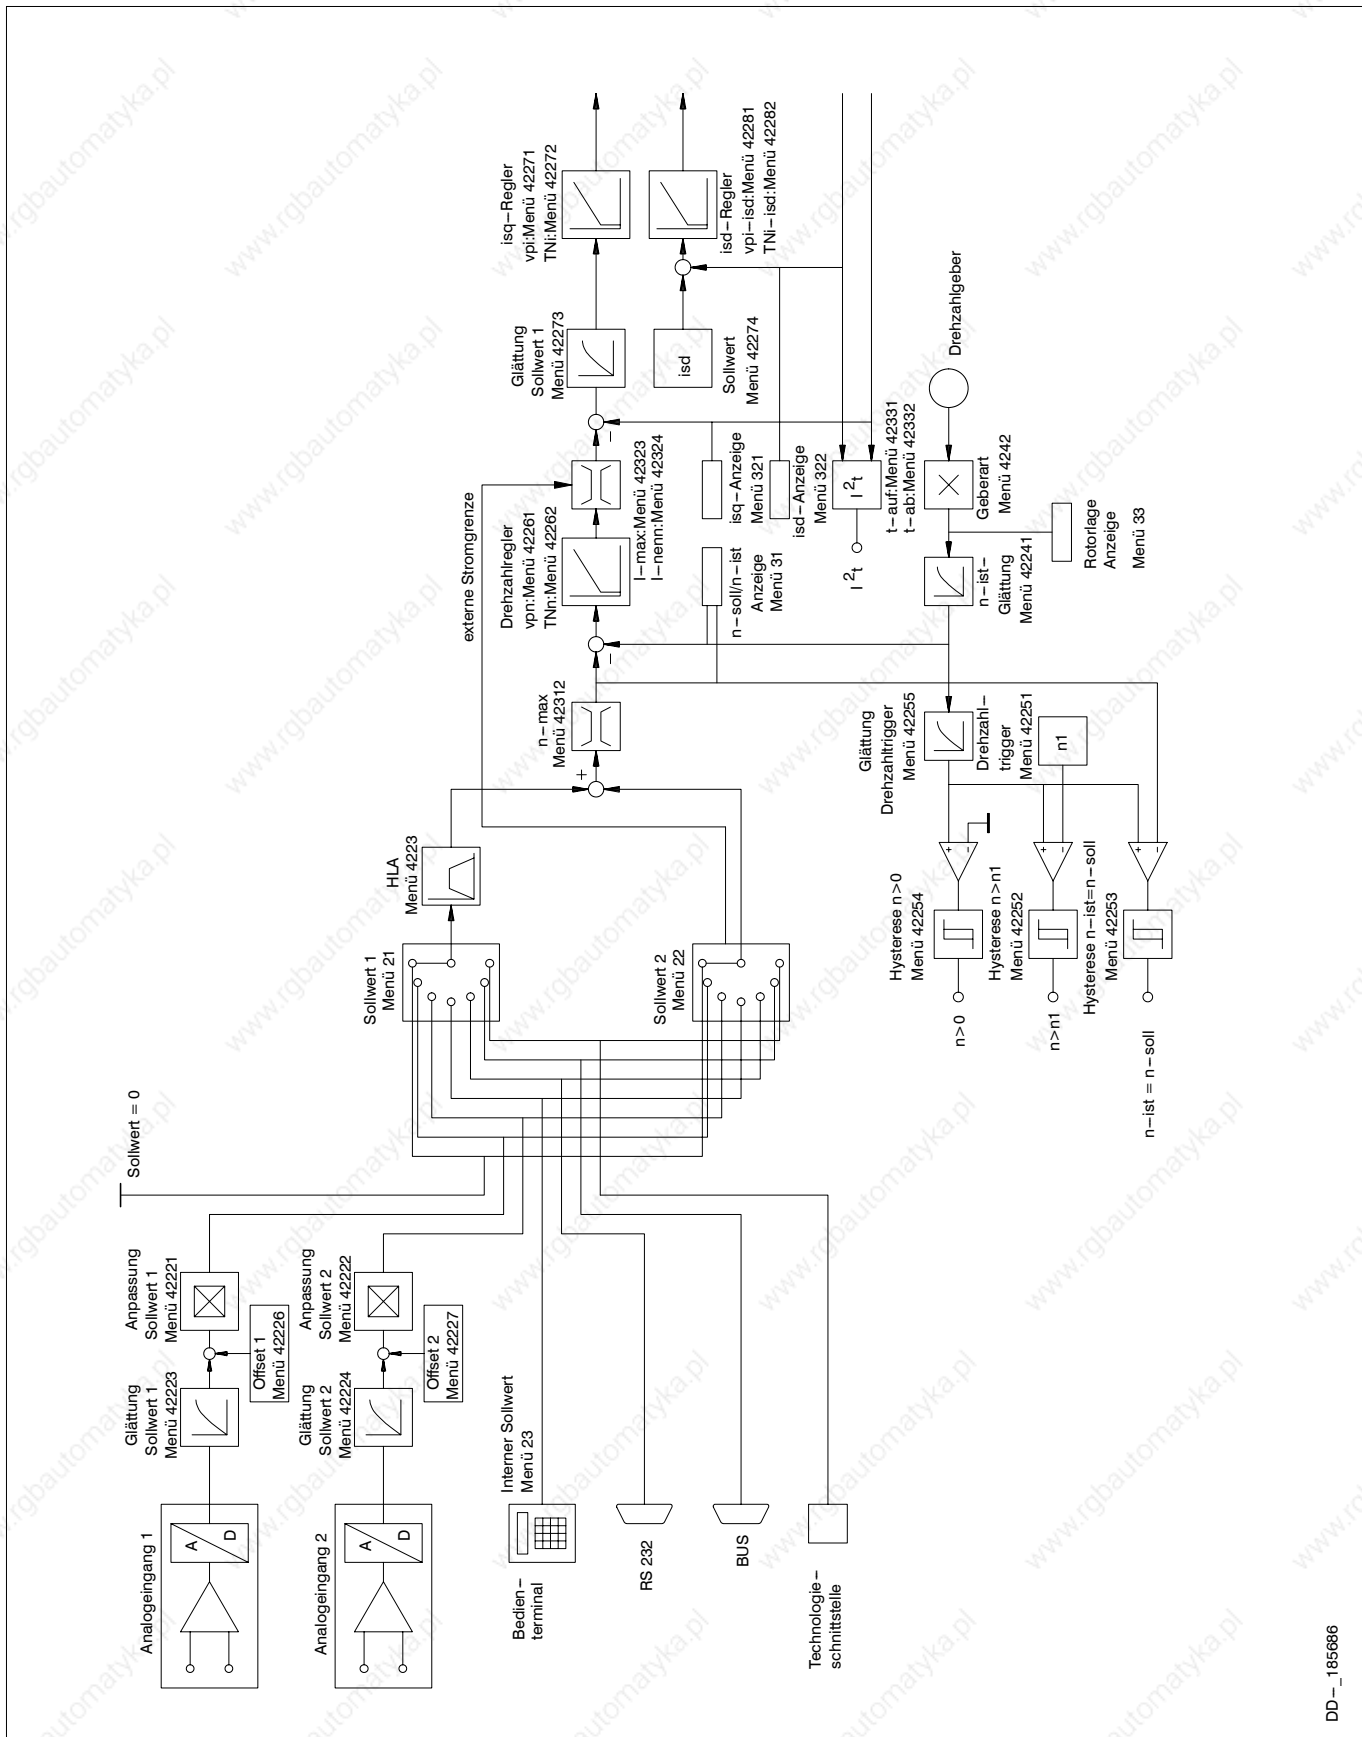 Analogeingang 1
A
D
Glättung
Sollwert 1
Menü 42223
Offset 1
Menü 42226
Anpassung
Sollwert 1
Menü 42221
Sollwert = 0
Analogeingang 2
A
D
Glättung
Sollwert 2
Menü 42224
Offset 2
Menü 42227
Anpassung
Sollwert 2
Menü 42222
Bedien–
terminal
Interner Sollwert
Menü 23
RS 232
BUS
Technologie–
schnittstelle
Sollwert 1
Menü 21
HLA
Menü 4223
Sollwert 2
Menü 22
+
n–max
Menü 42312
–
externe Stromgrenze
Drehzahlregler
vpn:Menü 42261
TNn:Menü 42262
I–max:Menü 42323
I–nenn:Menü 42324
–
Glättung
Sollwert 1
Menü 42273
isq–Regler
vpi:Menü 42271
TNi:Menü 42272
isd
Sollwert
Menü 42274
isd–Regler
vpi–isd:Menü 42281
TNi–isd:Menü 42282
n–soll/n–ist
Anzeige
Menü 31
isq–Anzeige
Menü 321
isd–Anzeige
Menü 322
I²t
I²t
t–auf:Menü 42331
t–ab:Menü 42332
Drehzahlgeber
Geberart
Menü 4242
n–ist–
Glättung
Menü 42241
Rotorlage
Anzeige
Menü 33
Glättung
Drehzahltrigger
Menü 42255
Drehzahl–
trigger
Menü 42251
n1
+
–
+
–
+
–
Hysterese n>0
Menü 42254
Hysterese n>n1
Menü 42252
Hysterese n–ist=n–soll
Menü 42253
n>0
n>n1
n–ist = n–soll
DD–_185686
www.rgbautomatyka.pl